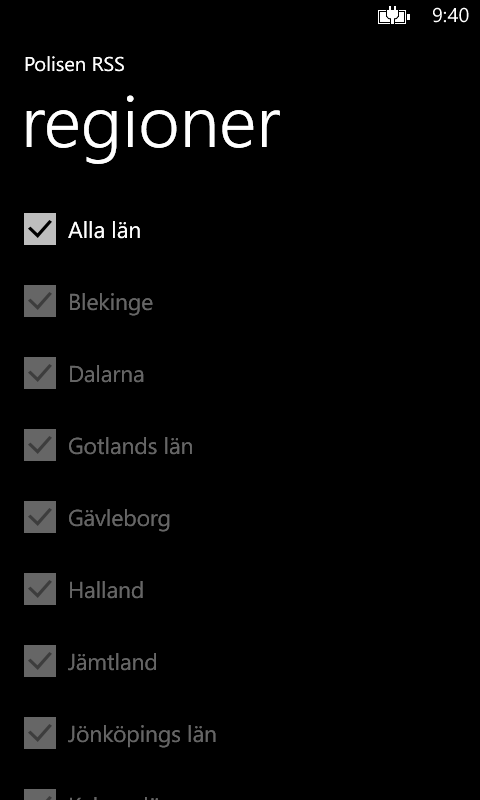 9:40
Polisen RSS
regioner
Alla län
Blekinge
Dalarna
Gotlands län
Gävleborg
Halland
Jämtland
Jönköpings län